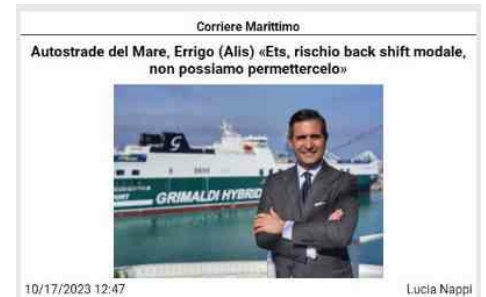 Corriere Marittimo
Autostrade del Mare, Errigo (Alis) «Ets, rischio back shift modale,
non possiamo permettercelo»
GRIMALDI HYBRID
10/17/2023 12:47
Lucia Nappi